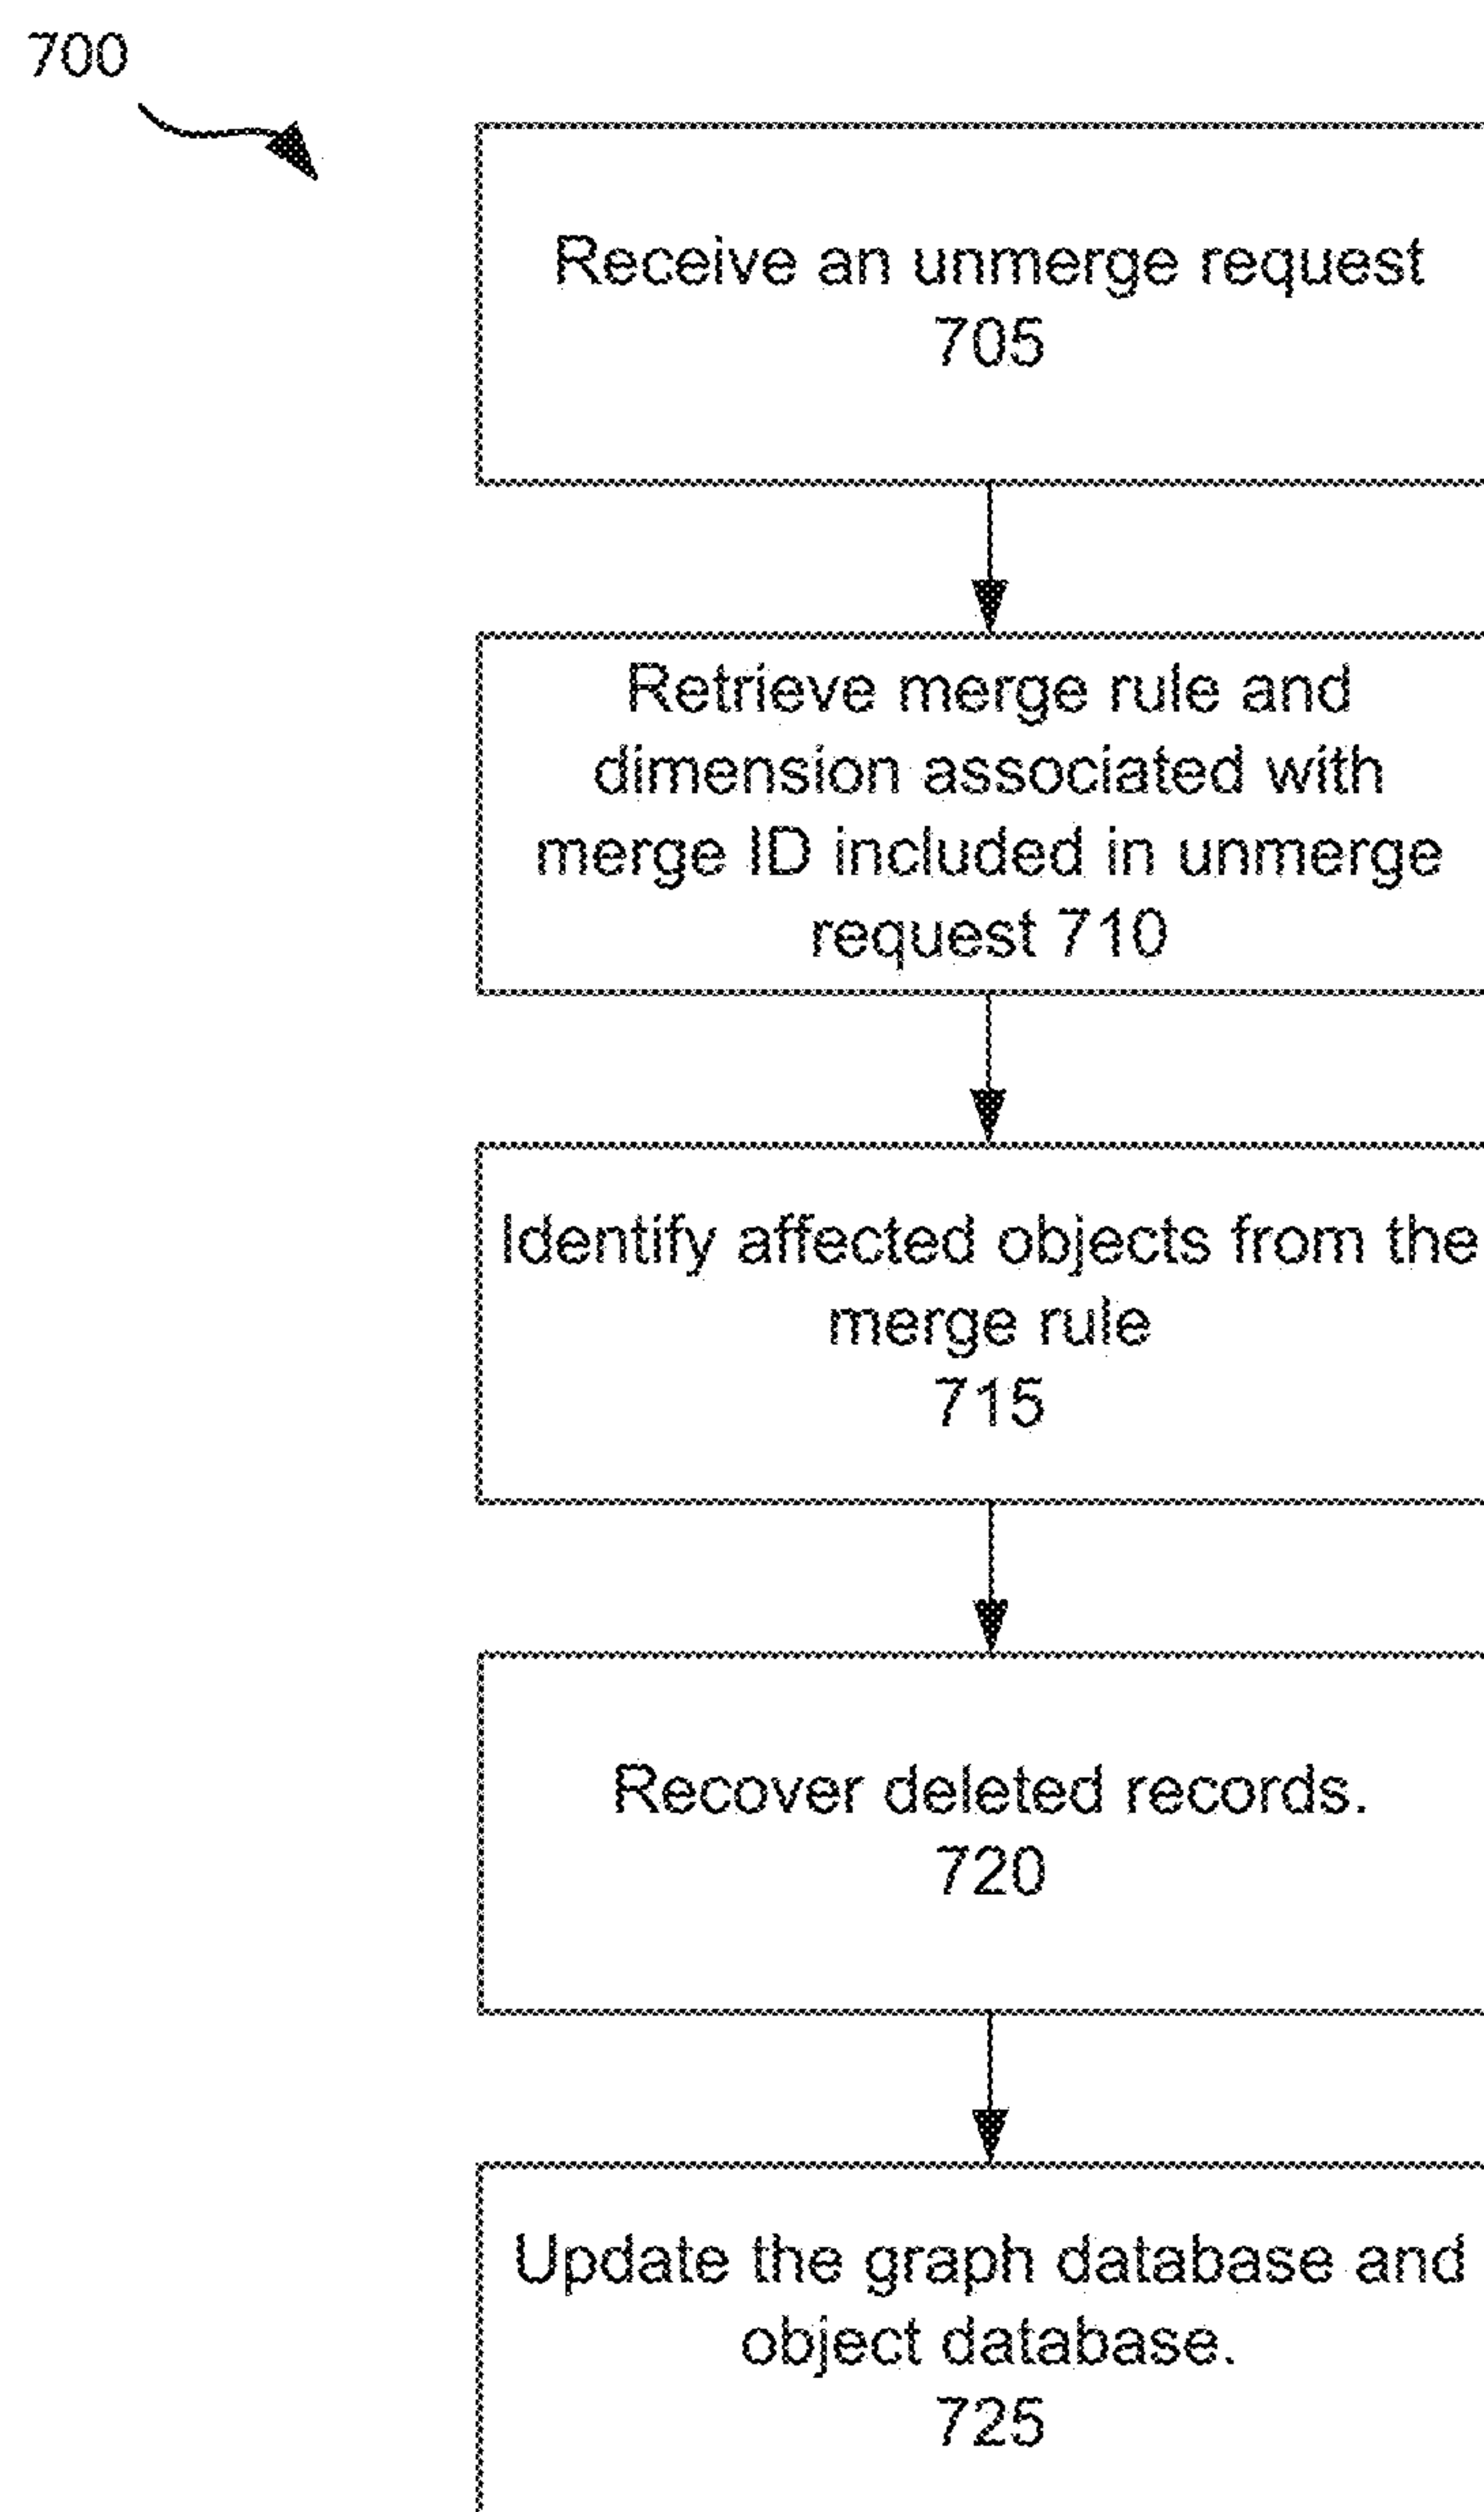 700
Receive an unmerge request
705
Retrieve merge rule and
dimension associated with
merge ID included in unmerge
request 710
Identify affected objects from the
merge rule
715
Recover deleted records.
720
Update the graph database and
object database.
725